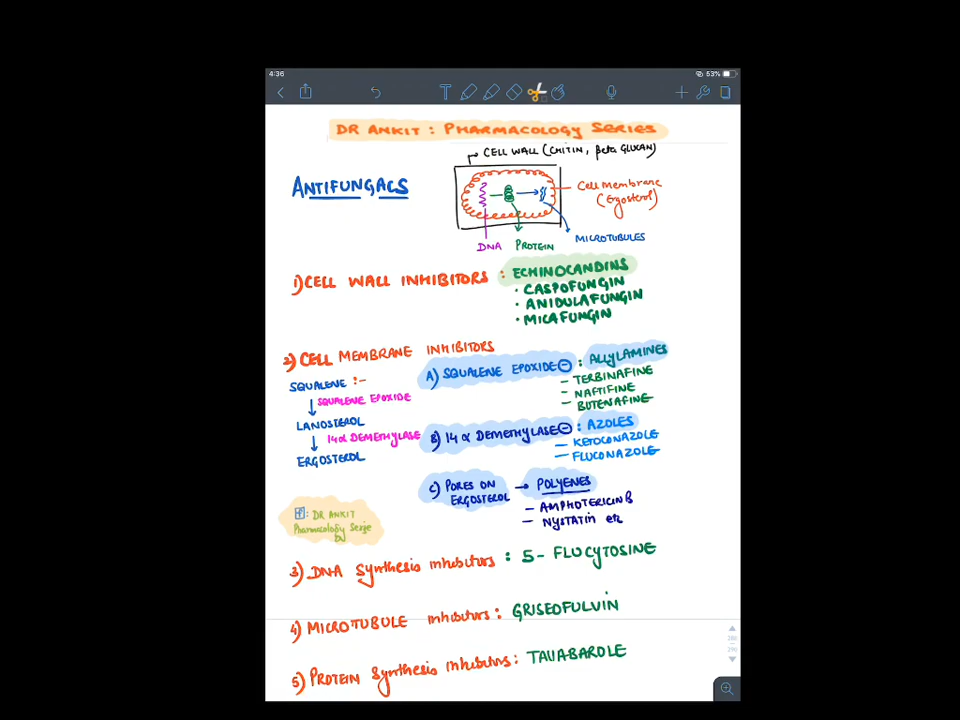 4:36
53%
T
DR ANKIT : PHARMACOLOGY SERIES
CELL WALL (CHITIN, beta GLUCAN)
ANTIFUNGALS
Cell Membrane
(Ergosterol)
DNA PROTEIN MICROTUBULES
1) CELL WALL INHIBITORS : ECHINOCANDINS
• CASPOFUNGIN
• ANIDULAFUNGIN
• MICAFUNGIN
2) CELL MEMBRANE INHIBITORS
SQUALENE :-
SQUALENE EPOXIDE
LANOSTEROL
14α DEMETHYLASE
ERGOSTEROL
A) SQUALENE EPOXIDE ⊖ : ALLYLAMINES
- TERBINAFINE
- NAFTIFINE
- BUTENAFINE
B) 14 α DEMETHYLASE ⊖ : AZOLES
- KETOCONAZOLE
- FLUCONAZOLE
C) PORES ON ERGOSTEROL → POLYENES
- AMPHOTERICIN B
- NYSTATIN etc
: DR ANKIT
Pharmacology
3) DNA Synthesis inhibitors : 5 - FLUCYTOSINE
4) MICROTUBULE inhibitors : GRISEOFULVIN
5) PROTEIN Synthesis inhibitors : TAVABAROLE